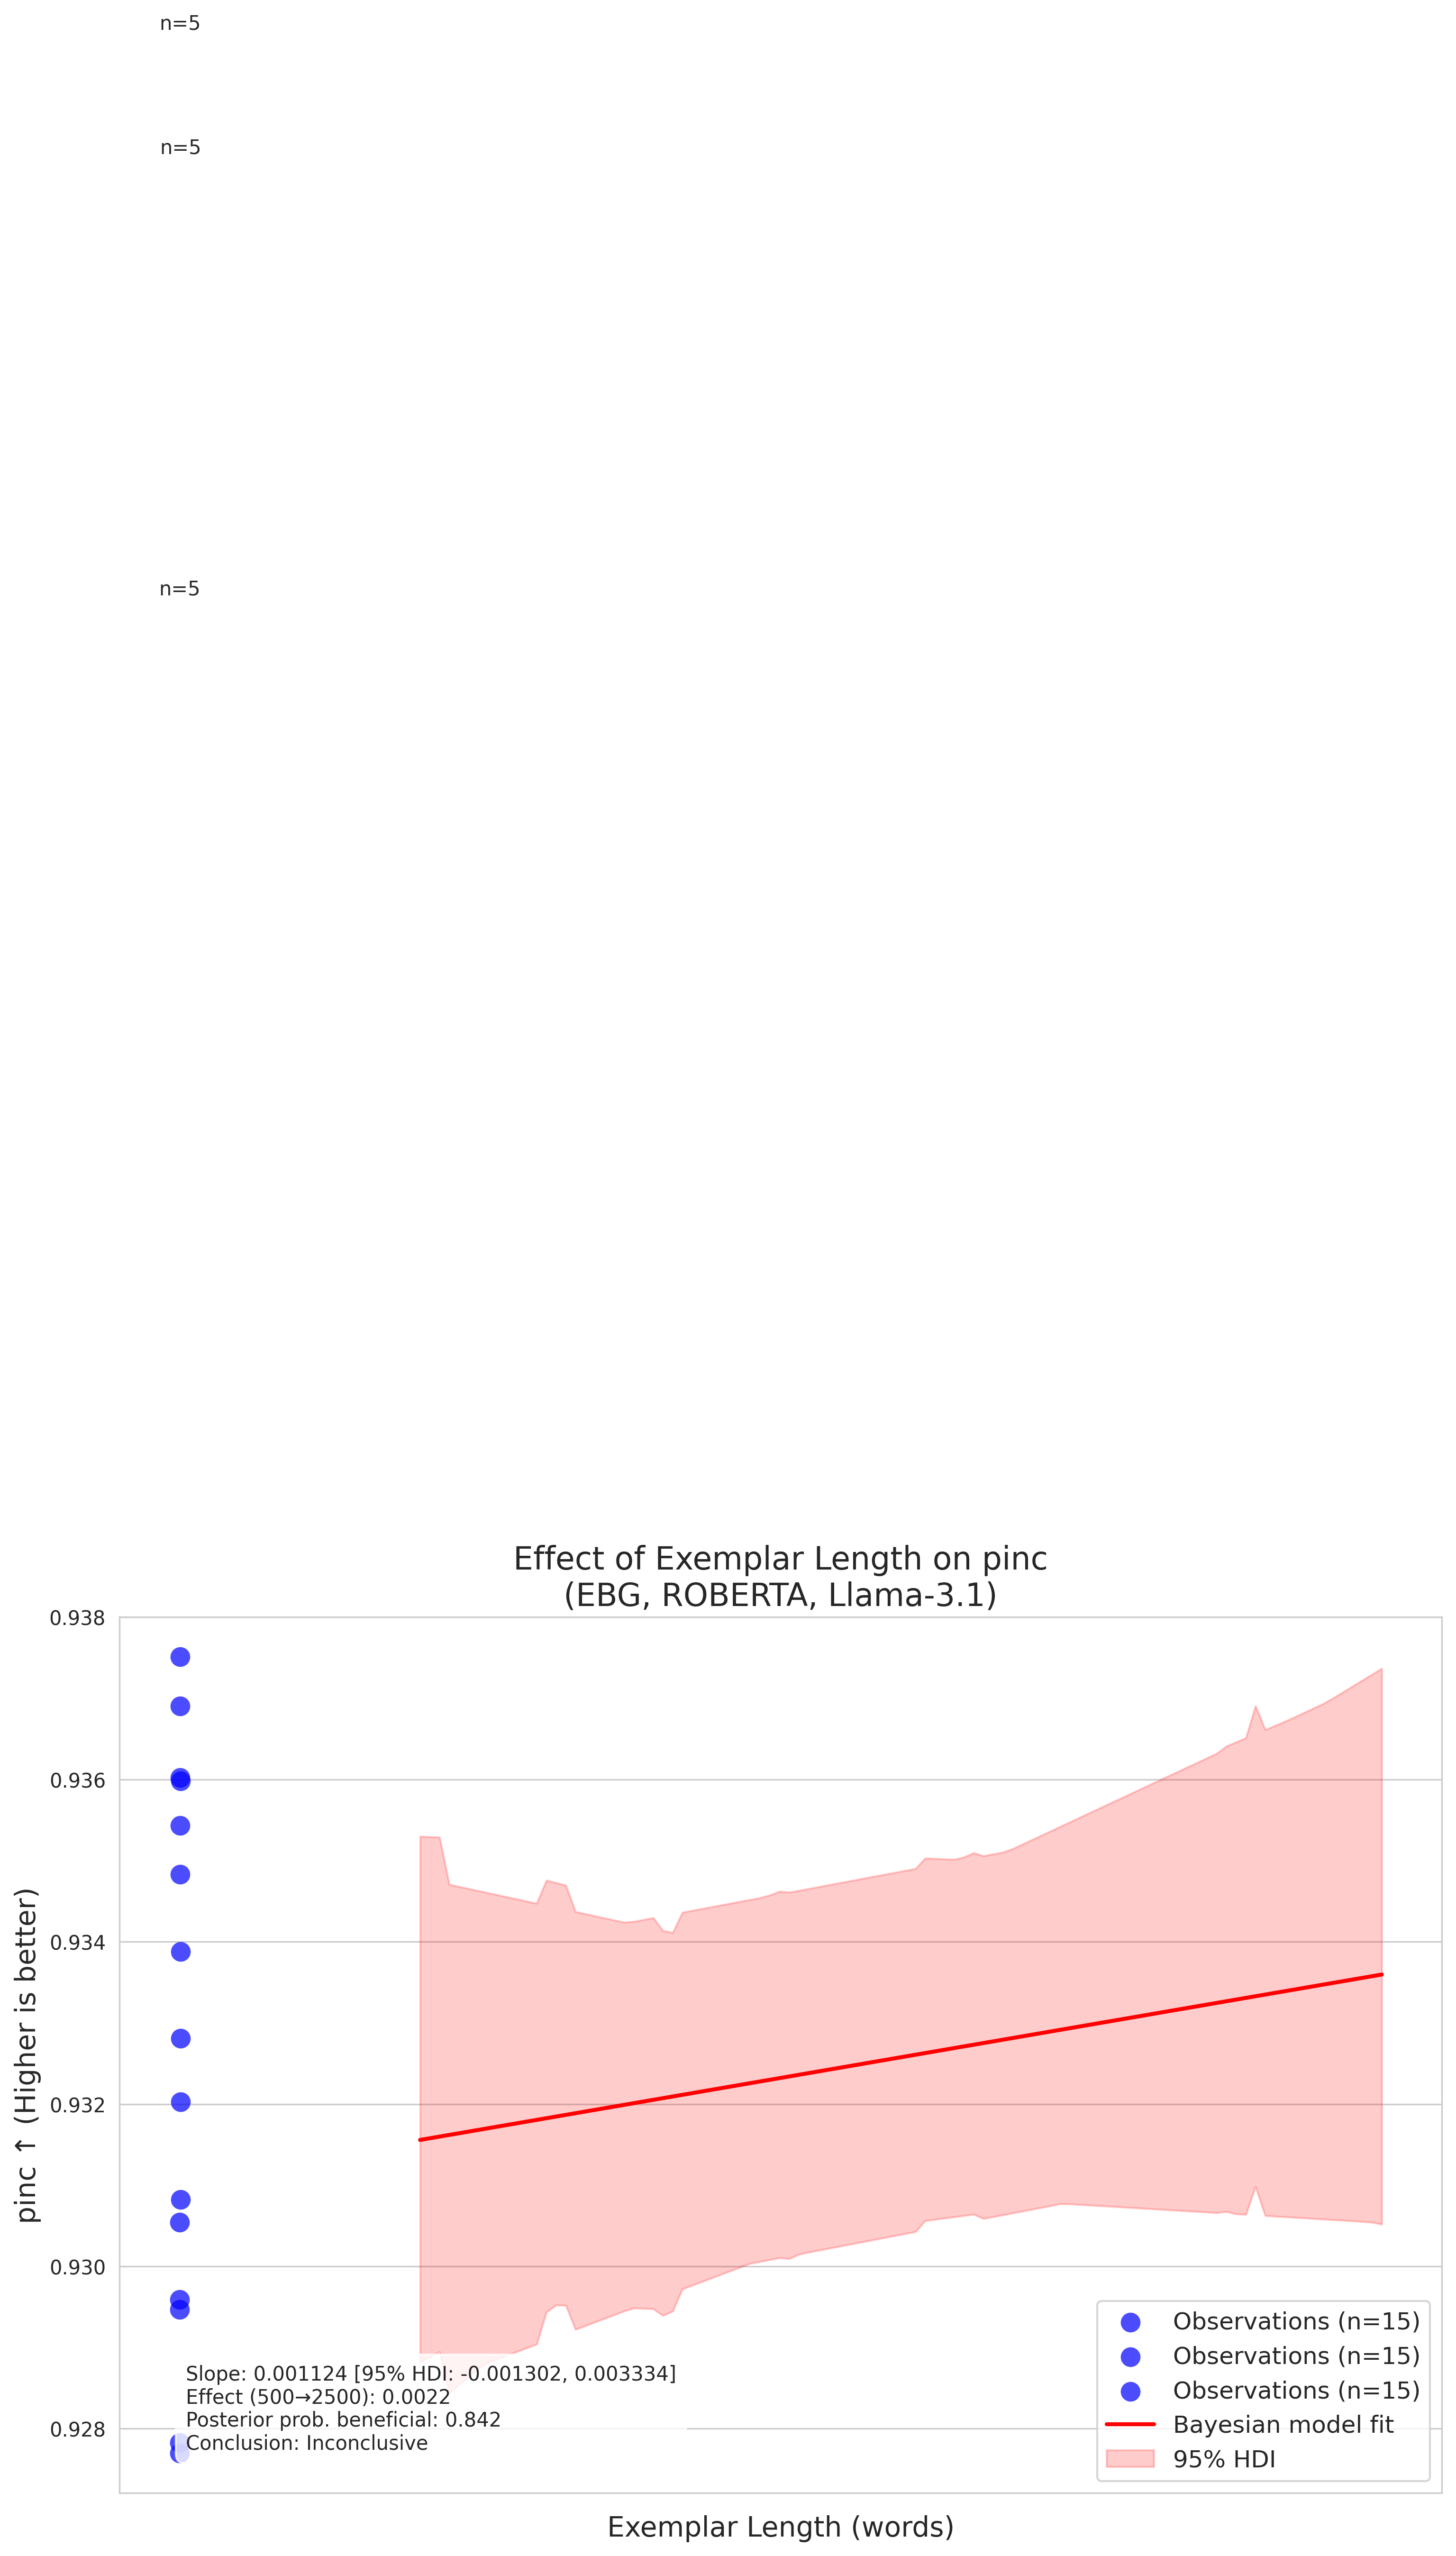 n=5
n=5
n=5
Effect of Exemplar Length on pinc
(EBG, ROBERTA, Llama-3.1)
pinc ↑ (Higher is better)
0.938
0.936
0.934
0.932
0.930
0.928
Slope: 0.001124 [95% HDI: -0.001302, 0.003334]
Effect (500→2500): 0.0022
Posterior prob. beneficial: 0.842
Conclusion: Inconclusive
Observations (n=15)
Observations (n=15)
Observations (n=15)
Bayesian model fit
95% HDI
Exemplar Length (words)